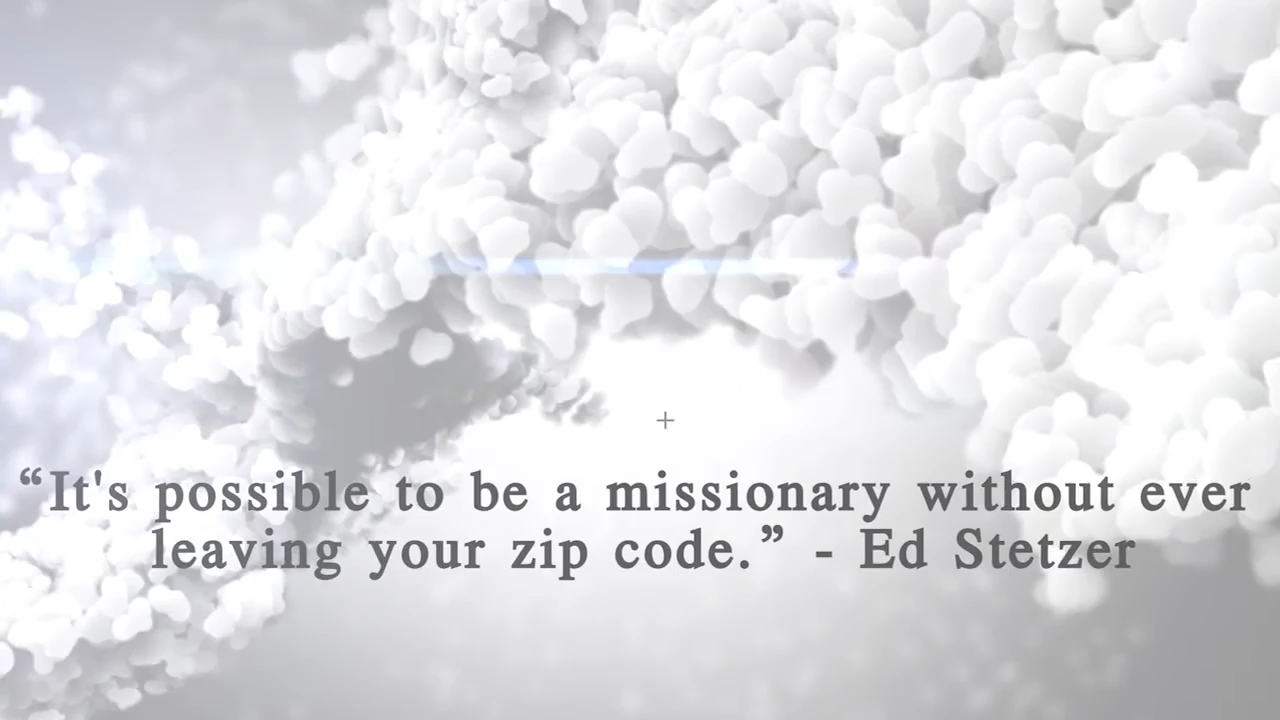 “It's possible to be a missionary without ever
leaving your zip code.” - Ed Stetzer